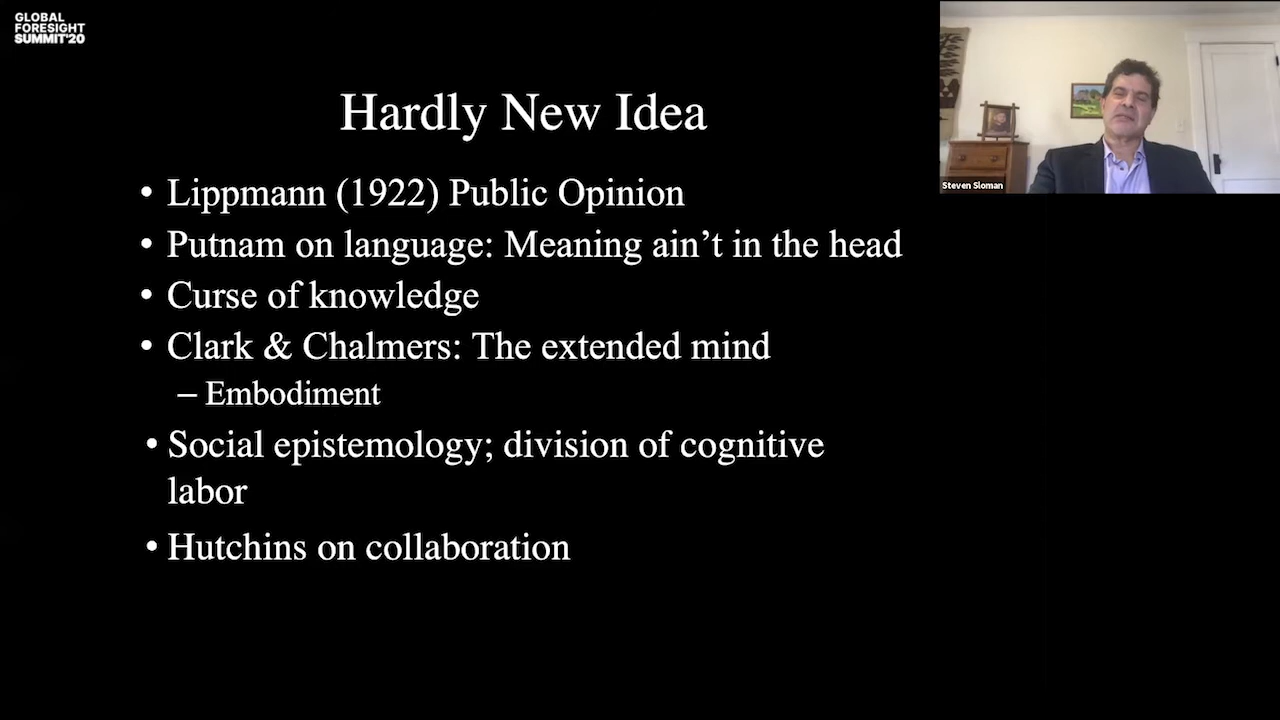 GLOBAL
FORESIGHT
SUMMIT'20
Hardly New Idea
• Lippmann (1922) Public Opinion
• Putnam on language: Meaning ain’t in the head
• Curse of knowledge
• Clark & Chalmers: The extended mind
– Embodiment
• Social epistemology; division of cognitive
labor
• Hutchins on collaboration
Steven Sloman